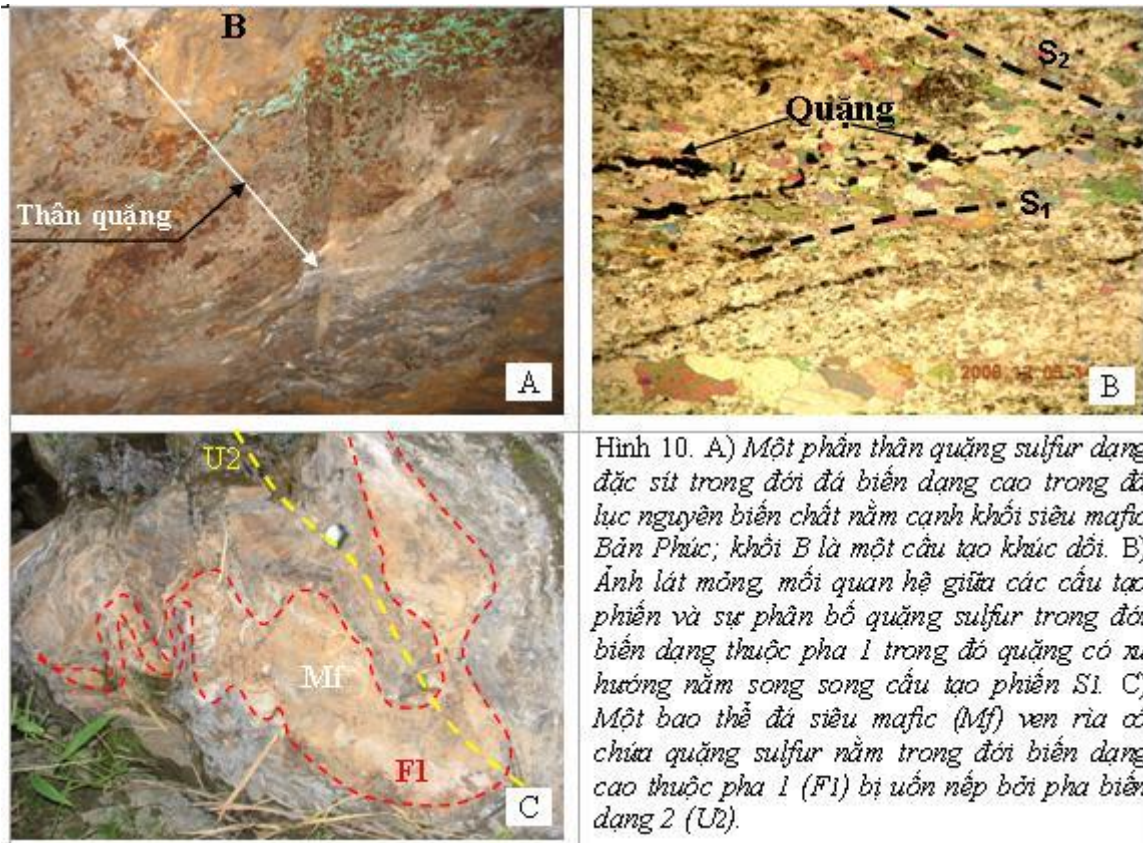 B
Thân quặng
A
S2
Quặng
S1
B
U2
Mf
F1
C
Hình 10. A) Một phần thân quặng sulfur dạng
đặc sít trong đới đá biến dạng cao trong đá
lục nguyên biến chất nằm cạnh khối siêu mafic
Bản Phúc; khối B là một cấu tạo khúc dồi. B)
Ảnh lát mỏng, mối quan hệ giữa các cấu tạo
phiến và sự phân bố quặng sulfur trong đới
biến dạng thuộc pha 1 trong đó quặng có xu
hướng nằm song song cấu tạo phiến S1. C)
Một bao thể đá siêu mafic (Mf) ven rìa có
chứa quặng sulfur nằm trong đới biến dạng
cao thuộc pha 1 (F1) bị uốn nếp bởi pha biến
dạng 2 (U2).